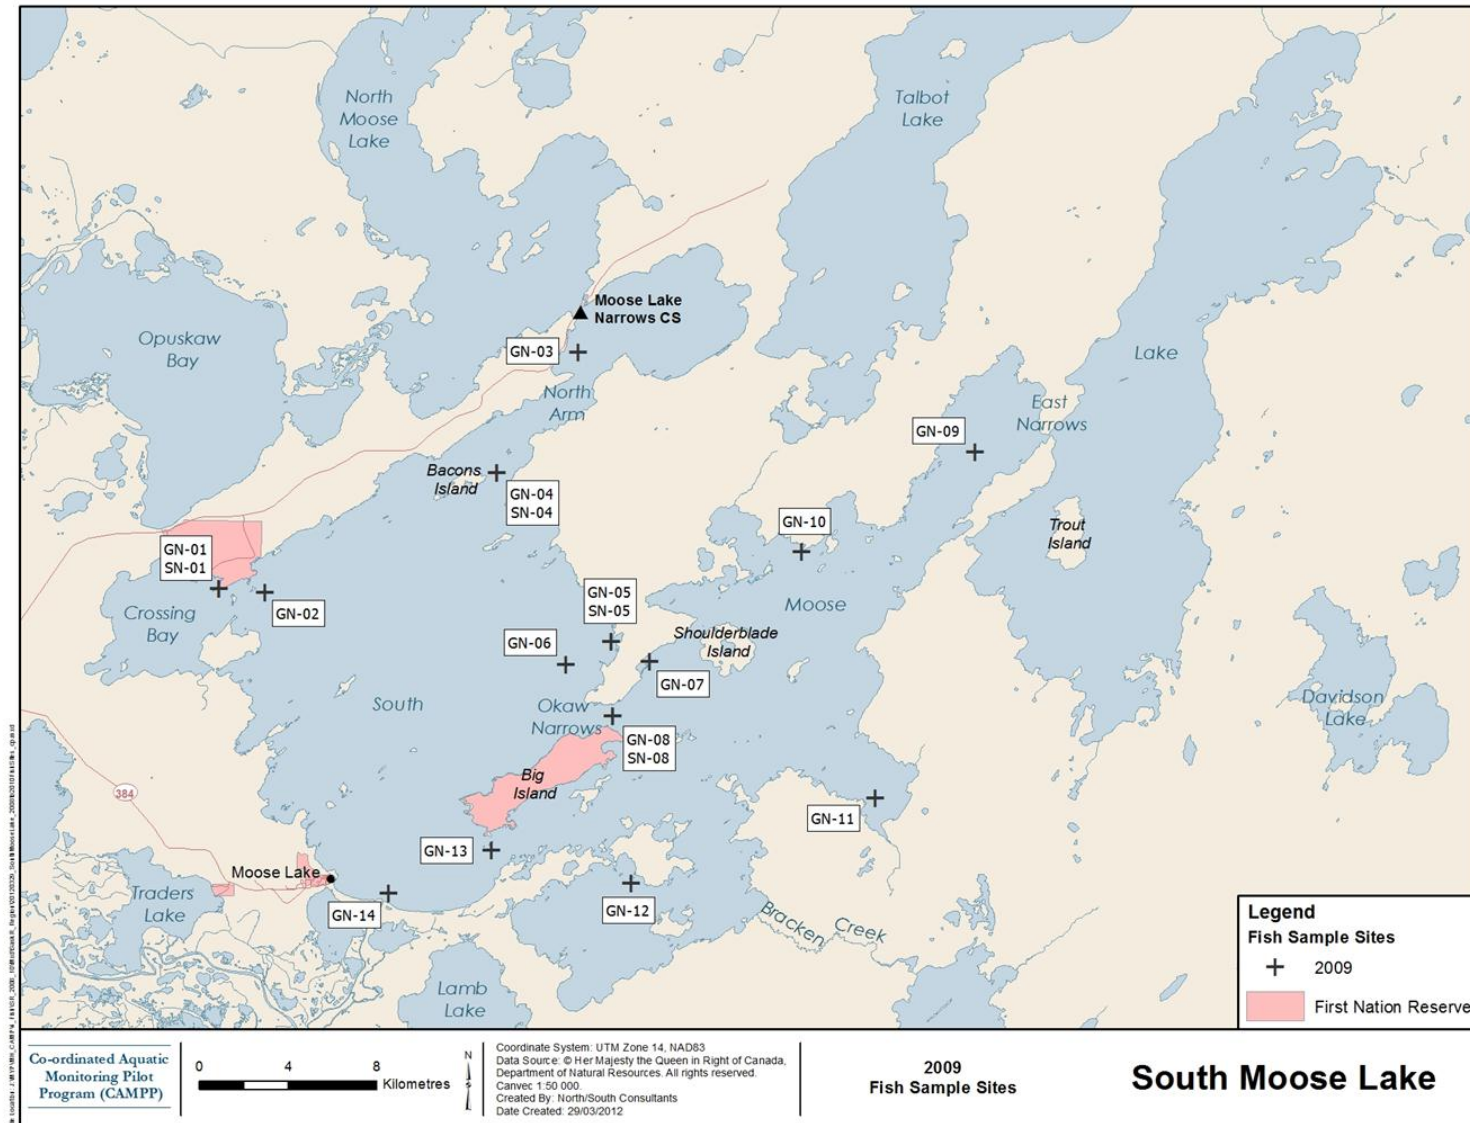 North
Moose
Lake
Talbot
Lake
Moose Lake
Narrows CS
Opuskaw
Bay
GN-03
Lake
North
Arm
East
Narrows
GN-09
Bacons
Island
GN-04
SN-04
GN-10
Trout
Island
GN-01
SN-01
GN-05
SN-05
Crossing
Bay
GN-02
Moose
Shoulderblade
Island
GN-06
GN-07
South
Okaw
Narrows
Davidson
Lake
GN-08
SN-08
Big
Island
384
GN-11
GN-13
Moose Lake
Traders
Lake
GN-14
GN-12
Bracken Creek
Lamb
Lake
Legend
Fish Sample Sites
2009
First Nation Reserve
Co-ordinated Aquatic
Monitoring Pilot
Program (CAMPP)
0 4 8
Kilometres
N
Coordinate System: UTM Zone 14, NAD83
Data Source: © Her Majesty the Queen in Right of Canada,
Department of Natural Resources. All rights reserved.
Canvec 1:50 000.
Created By: North/South Consultants
Date Created: 29/03/2012
2009
Fish Sample Sites
South Moose Lake